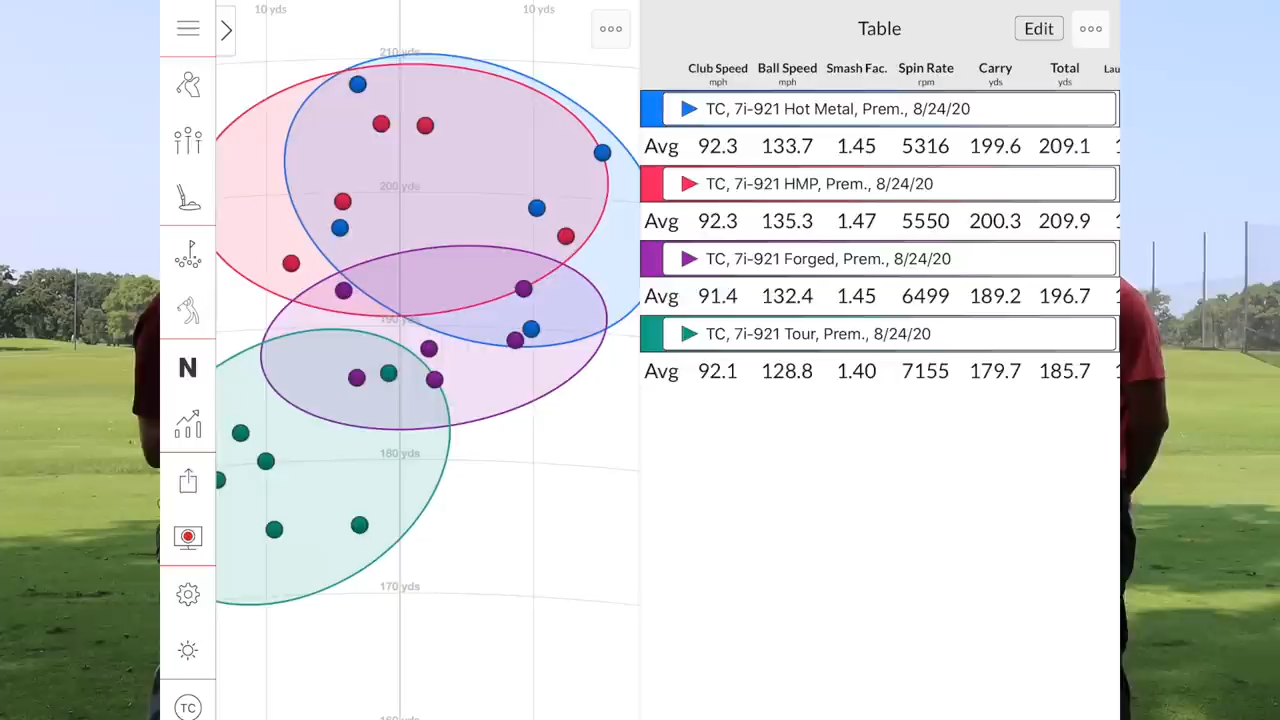 10 yds
10 yds
210 yds
200 yds
190 yds
180 yds
170 yds
N
TC
Table
Edit
Club Speed Ball Speed Smash Fac. Spin Rate Carry Total Lau
mph mph rpm yds yds
TC, 7i-921 Hot Metal, Prem., 8/24/20
Avg 92.3 133.7 1.45 5316 199.6 209.1
TC, 7i-921 HMP, Prem., 8/24/20
Avg 92.3 135.3 1.47 5550 200.3 209.9
TC, 7i-921 Forged, Prem., 8/24/20
Avg 91.4 132.4 1.45 6499 189.2 196.7
TC, 7i-921 Tour, Prem., 8/24/20
Avg 92.1 128.8 1.40 7155 179.7 185.7